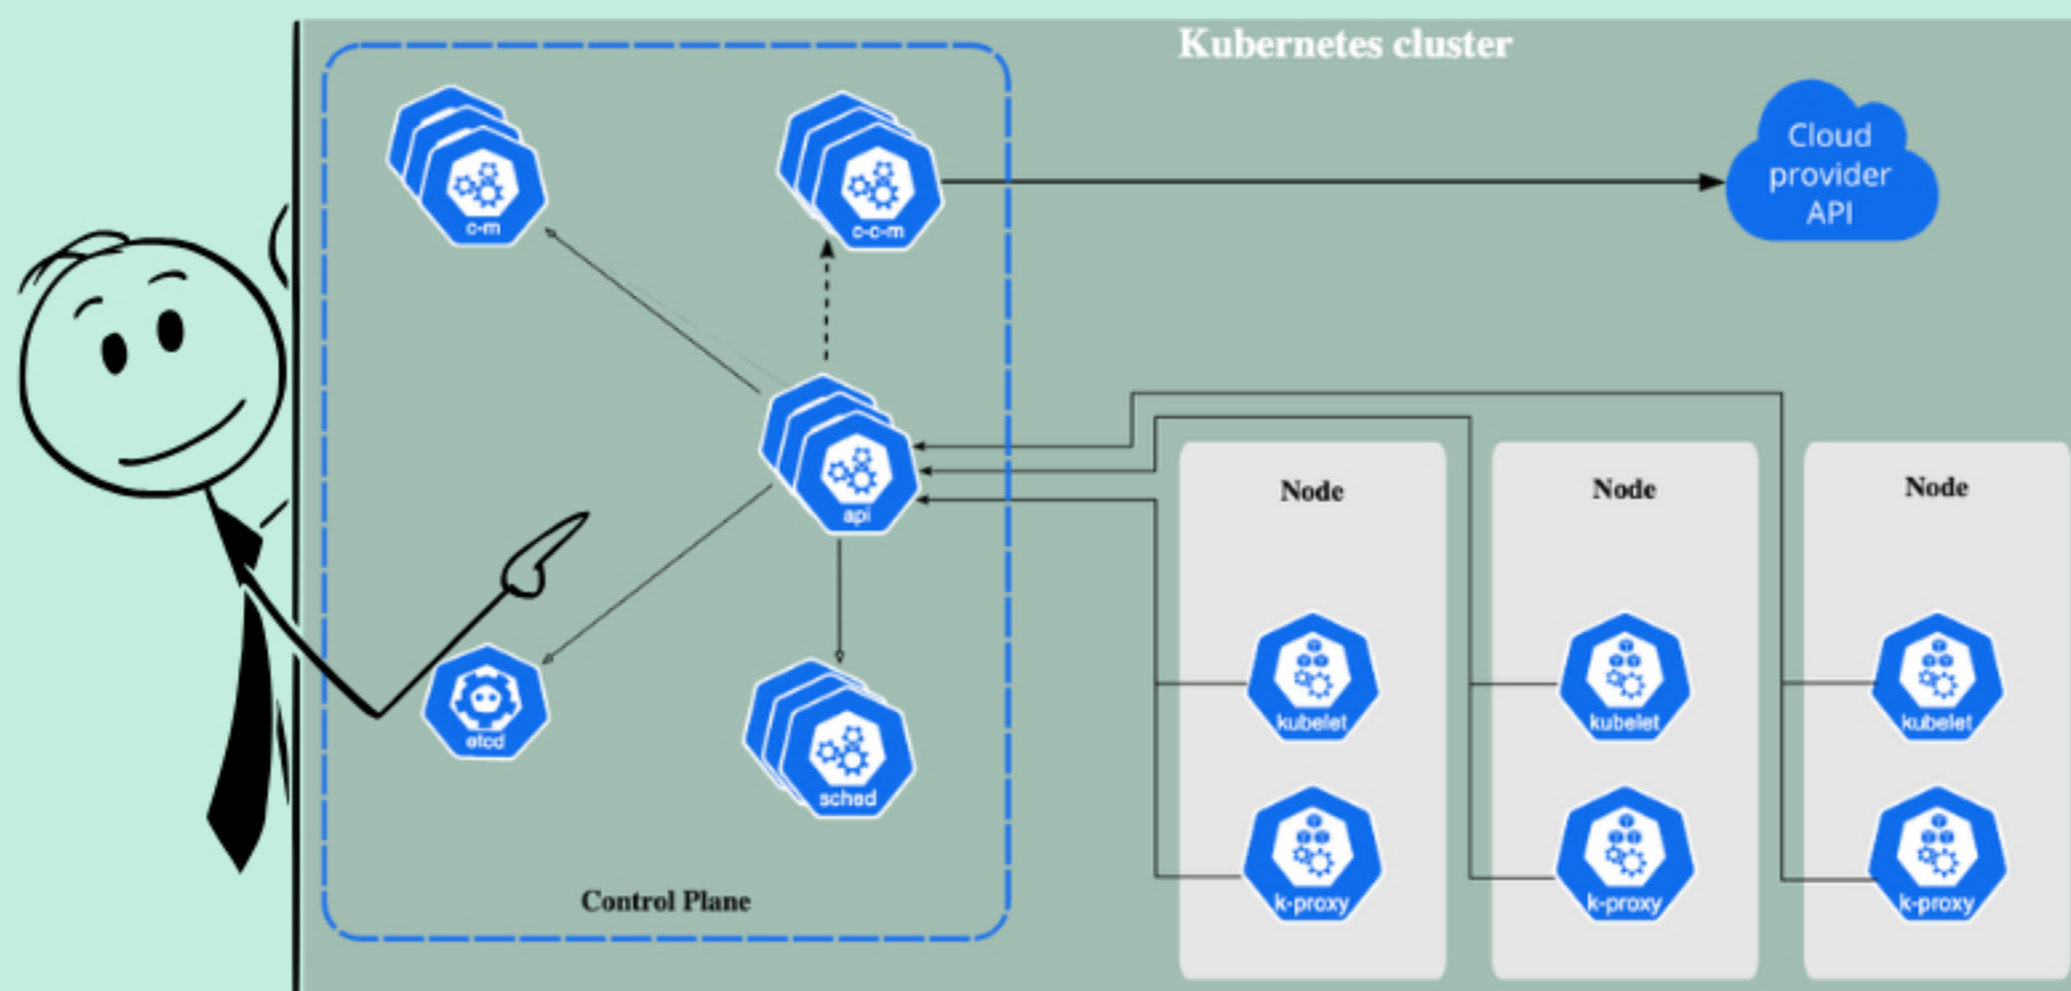 Kubernetes cluster
Cloud
provider
API
c-m
c-c-m
api
etcd
sched
Control Plane
Node
Node
Node
kubelet
kubelet
kubelet
k-proxy
k-proxy
k-proxy